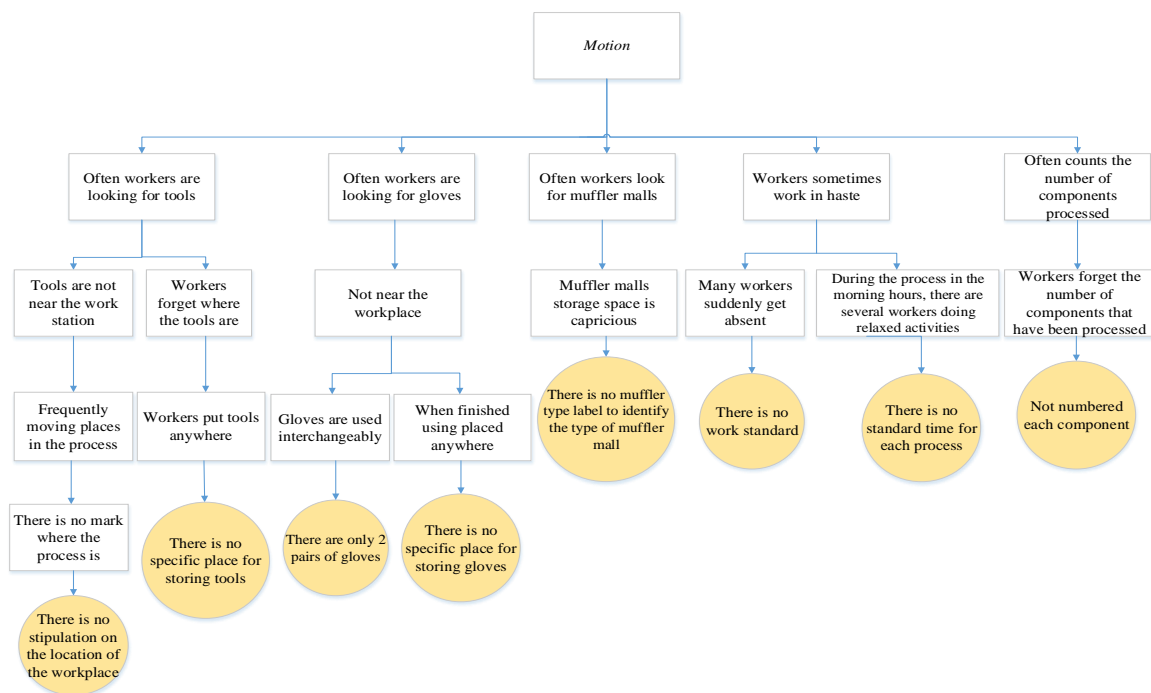 Motion
Often workers are
looking for tools
Often workers are
looking for gloves
Often workers look
for muffler malls
Workers sometimes
work in haste
Often counts the
number of
components
processed
Tools are not
near the work
station
Workers
forget where
the tools are
Not near the
workplace
Muffler malls
storage space is
capricious
Many workers
suddenly get
absent
During the process in the
morning hours, there are
several workers doing
relaxed activities
Workers forget the
number of
components that
have been processed
Frequently
moving places
in the process
Workers put tools
anywhere
Gloves are used
interchangeably
When finished
using placed
anywhere
There is no muffler
type label to identify
the type of muffler
mall
There is no
work standard
There is no
standard time for
each process
Not numbered
each component
There is no mark
where the
process is
There is no
specific place for
storing tools
There are only 2
pairs of gloves
There is no
specific place for
storing gloves
There is no
stipulation on
the location of
the workplace